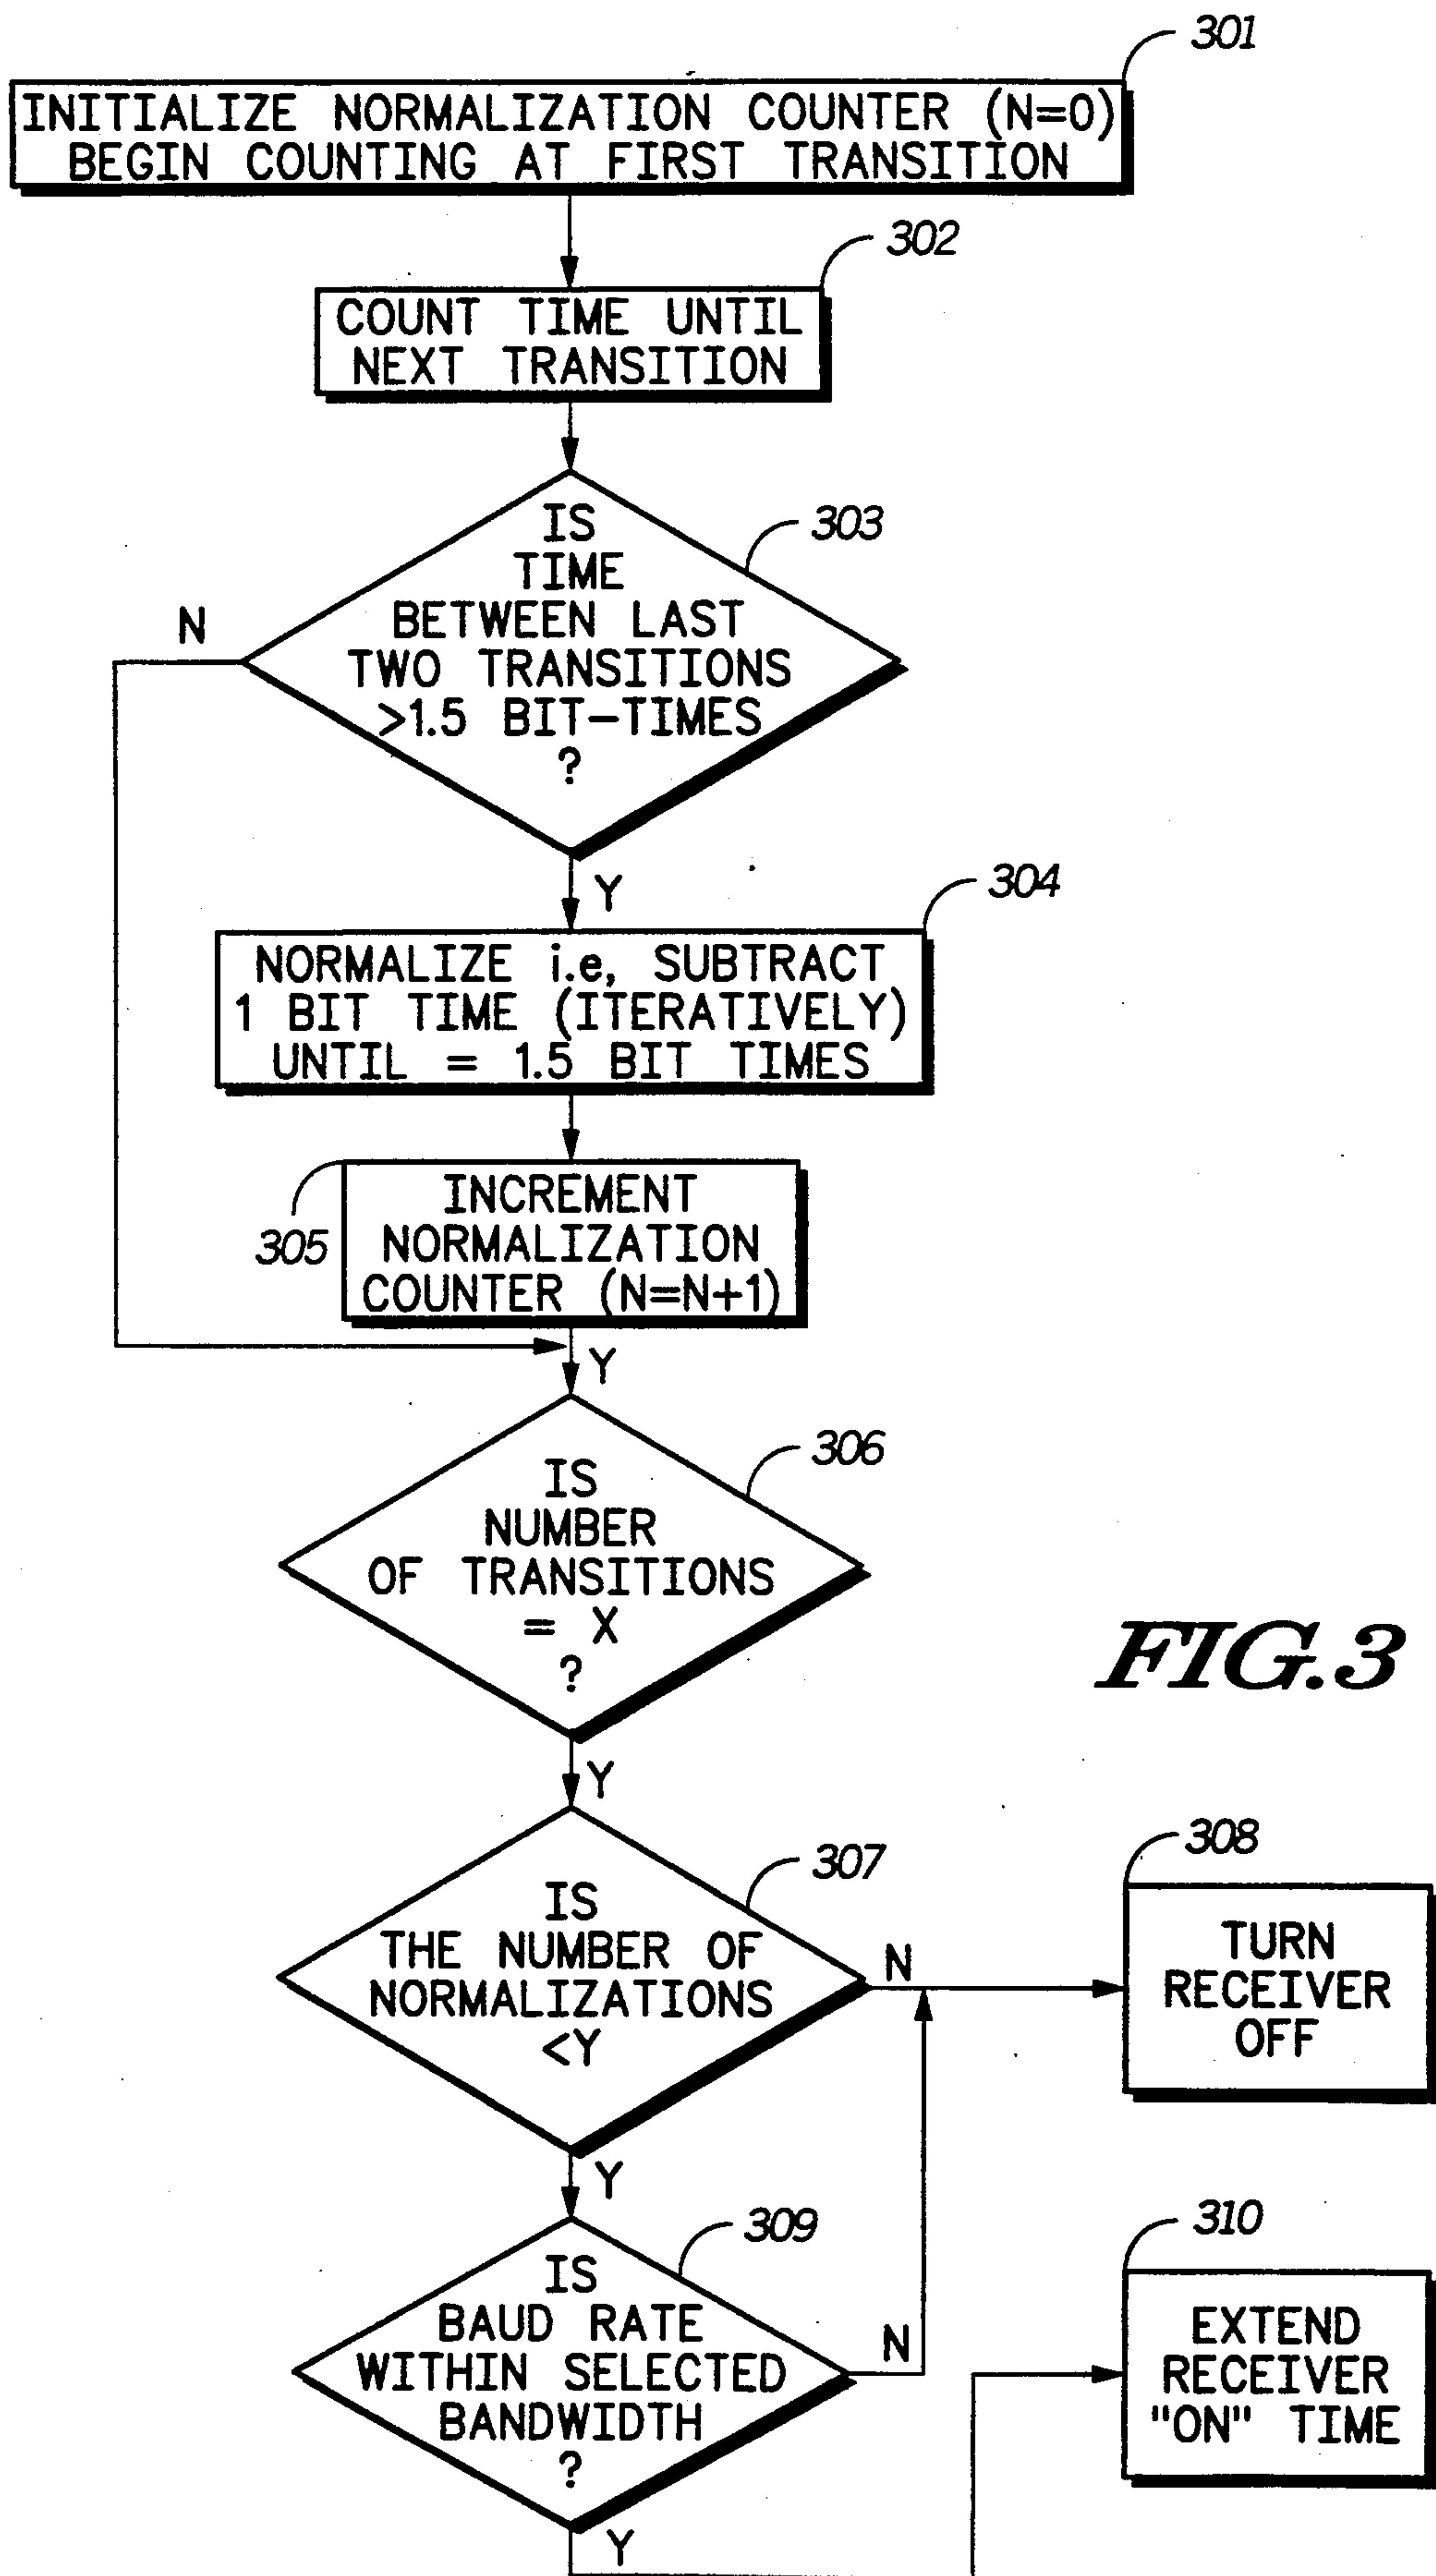 301
INITIALIZE NORMALIZATION COUNTER (N=0)
BEGIN COUNTING AT FIRST TRANSITION
302
COUNT TIME UNTIL
NEXT TRANSITION
303
IS
TIME
BETWEEN LAST
TWO TRANSITIONS
>1.5 BIT-TIMES
?
N
Y
304
NORMALIZE i.e, SUBTRACT
1 BIT TIME (ITERATIVELY)
UNTIL = 1.5 BIT TIMES
305
INCREMENT
NORMALIZATION
COUNTER (N=N+1)
Y
306
IS
NUMBER
OF TRANSITIONS
= X
?
FIG.3
Y
307
IS
THE NUMBER OF
NORMALIZATIONS
<Y
N
308
TURN
RECEIVER
OFF
Y
309
IS
BAUD RATE
WITHIN SELECTED
BANDWIDTH
?
N
310
EXTEND
RECEIVER
"ON" TIME
Y